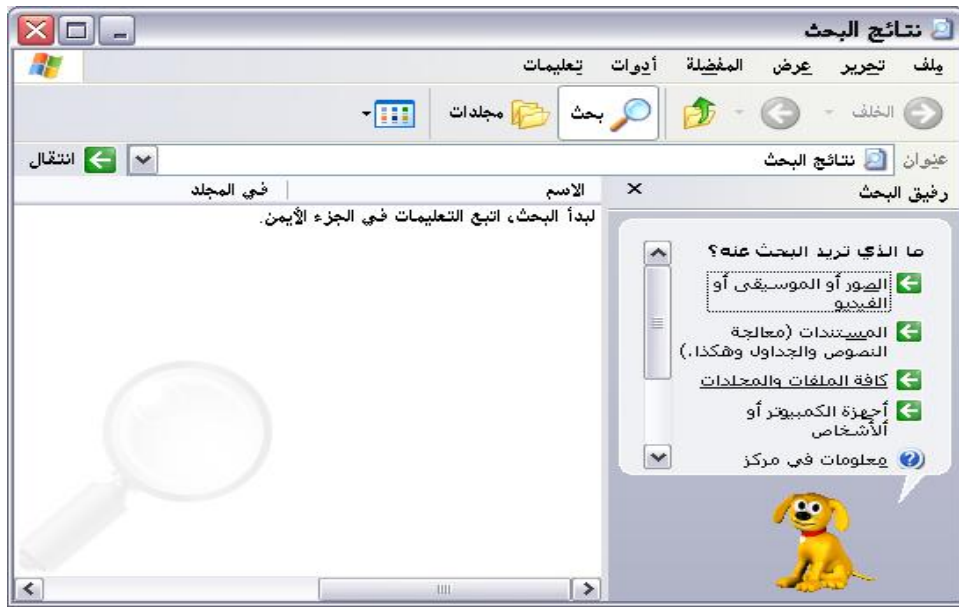 نتائج البحث
ملف تحرير عرض المفضلة أدوات تعليمات
الخلف بحث مجلدات
عنوان نتائج البحث انتقال
رفيق البحث
ما الذي تريد البحث عنه؟
الصور أو الموسيقى أو
الفيديو
المستندات (معالجة
النصوص والجداول وهكذا.)
كافة الملفات والمجلدات
أجهزة الكمبيوتر أو
الأشخاص
معلومات في مركز
الاسم في المجلد
لبدأ البحث، اتبع التعليمات في الجزء الأيمن.